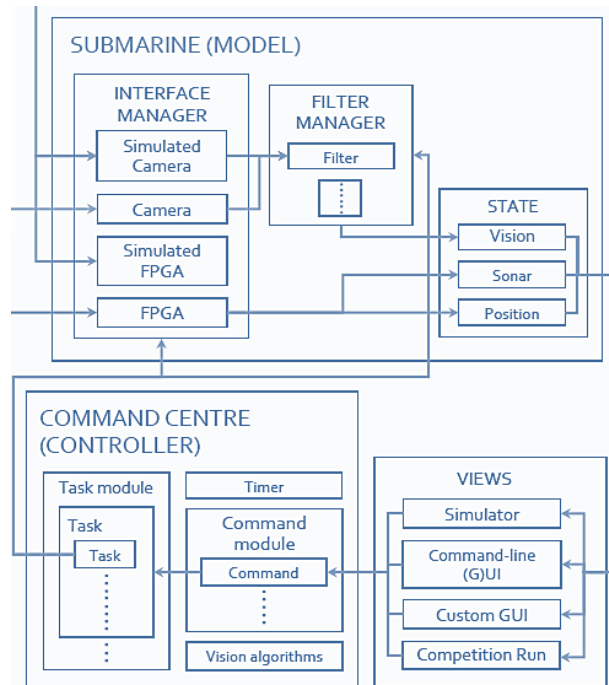 SUBMARINE (MODEL)
INTERFACE
MANAGER
Simulated
Camera
Camera
Simulated
FPGA
FPGA
FILTER
MANAGER
Filter
STATE
Vision
Sonar
Position
COMMAND CENTRE
(CONTROLLER)
Task module
Task
Task
Timer
Command
module
Command
Vision algorithms
VIEWS
Simulator
Command-line
(G)UI
Custom GUI
Competition Run